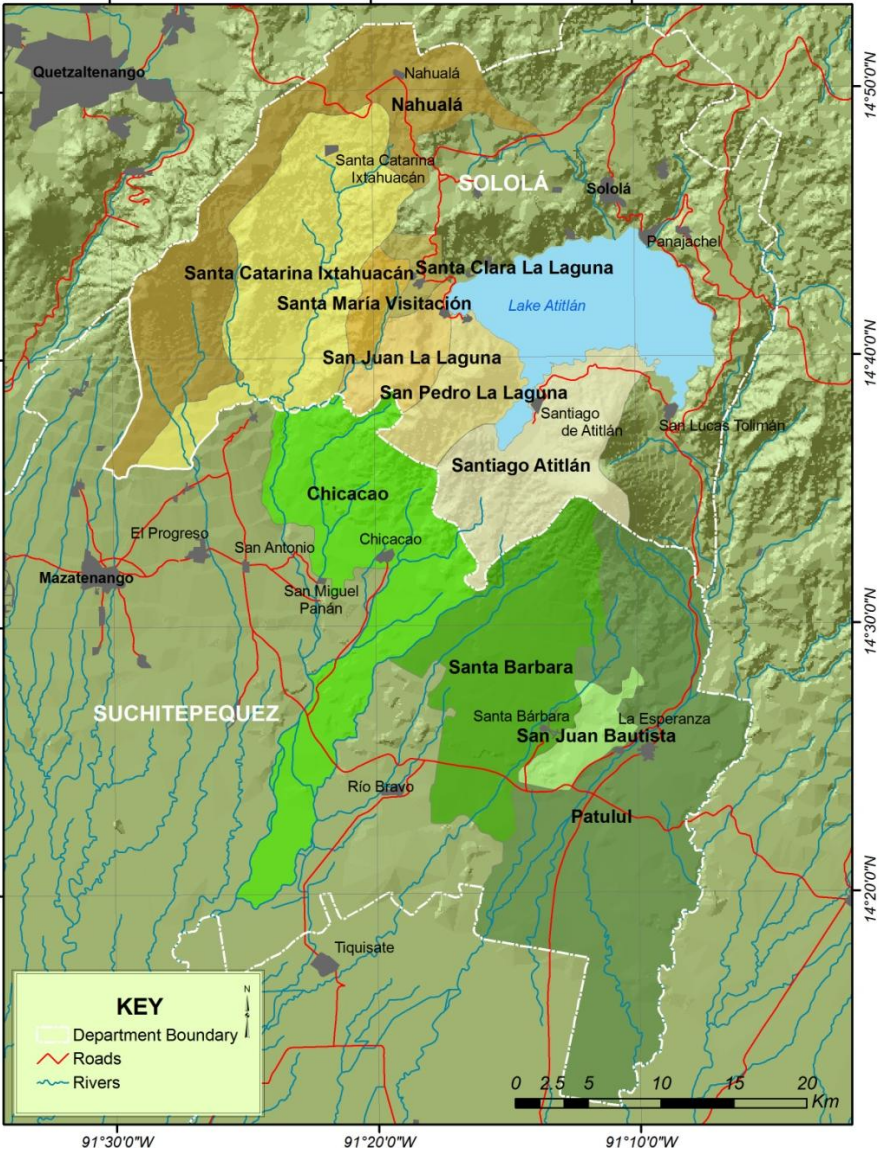 Quetzaltenango
Nahualá
Nahualá
14°50'0"N
Santa Catarina
Ixtahuacán
SOLOLÁ
Sololá
Panajachel
Santa Catarina Ixtahuacán
Santa Clara La Laguna
Santa María Visitación
Lake Atitlán
14°40'0"N
San Juan La Laguna
San Pedro La Laguna
Santiago
de Atitlán
San Lucas Tolimán
Santiago Atitlán
Chicacao
El Progreso
San Antonio
Chicacao
Mazatenango
San Miguel
Panán
14°30'0"N
Santa Barbara
SUCHITEPEQUEZ
Santa Bárbara
La Esperanza
San Juan Bautista
Río Bravo
Patulul
14°20'0"N
Tiquisate
KEY
N
Department Boundary
Roads
Rivers
0 2.5 5 10 15 20
Km
91°30'0"W 91°20'0"W 91°10'0"W